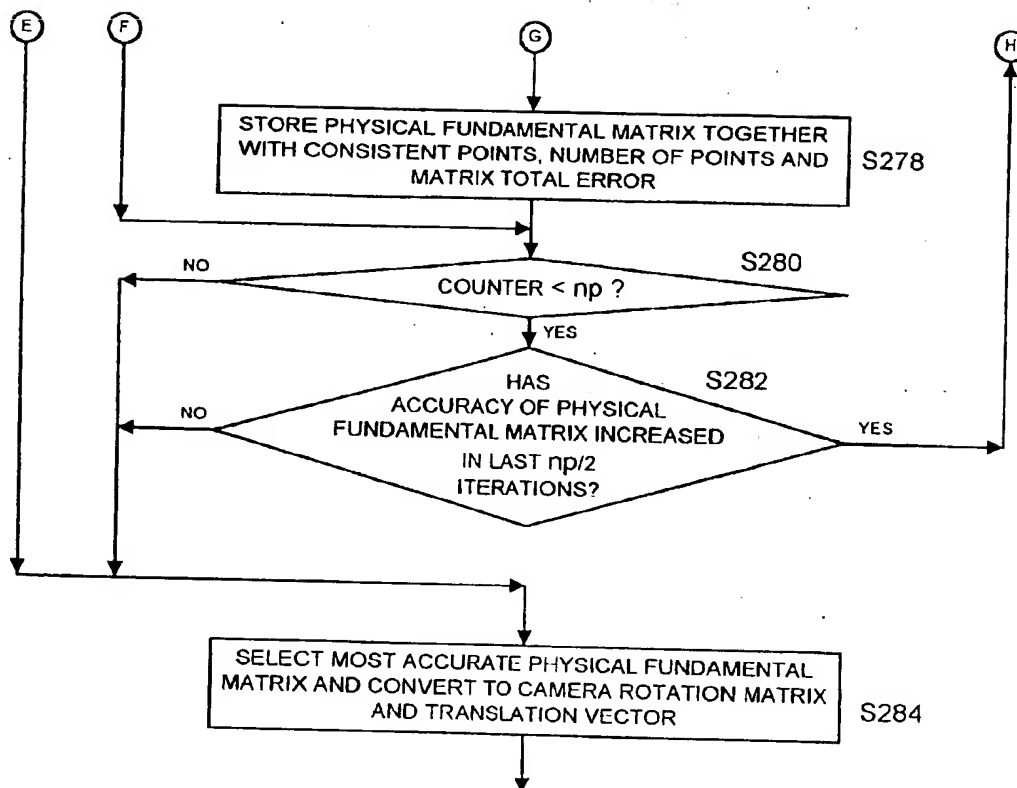 E
F
G
H
STORE PHYSICAL FUNDAMENTAL MATRIX TOGETHER
WITH CONSISTENT POINTS, NUMBER OF POINTS AND
MATRIX TOTAL ERROR
S278
S280
NO
COUNTER < np ?
YES
S282
HAS
ACCURACY OF PHYSICAL
FUNDAMENTAL MATRIX INCREASED
IN LAST np/2
ITERATIONS?
NO
YES
SELECT MOST ACCURATE PHYSICAL FUNDAMENTAL
MATRIX AND CONVERT TO CAMERA ROTATION MATRIX
AND TRANSLATION VECTOR
S284